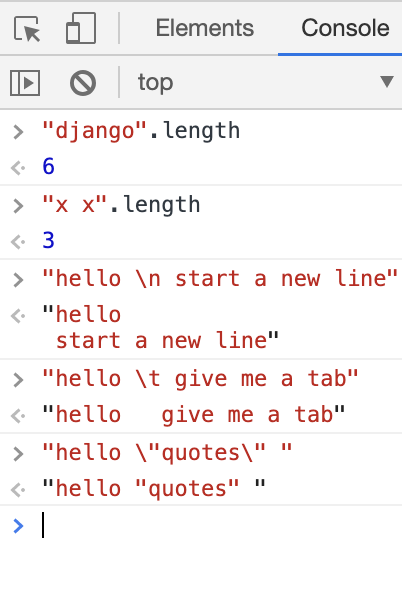 Elements Console
top
"django".length
6
"x x".length
3
"hello \n start a new line"
"hello
 start a new line"
"hello \t give me a tab"
"hello 	 give me a tab"
"hello \"quotes\" "
"hello "quotes" "